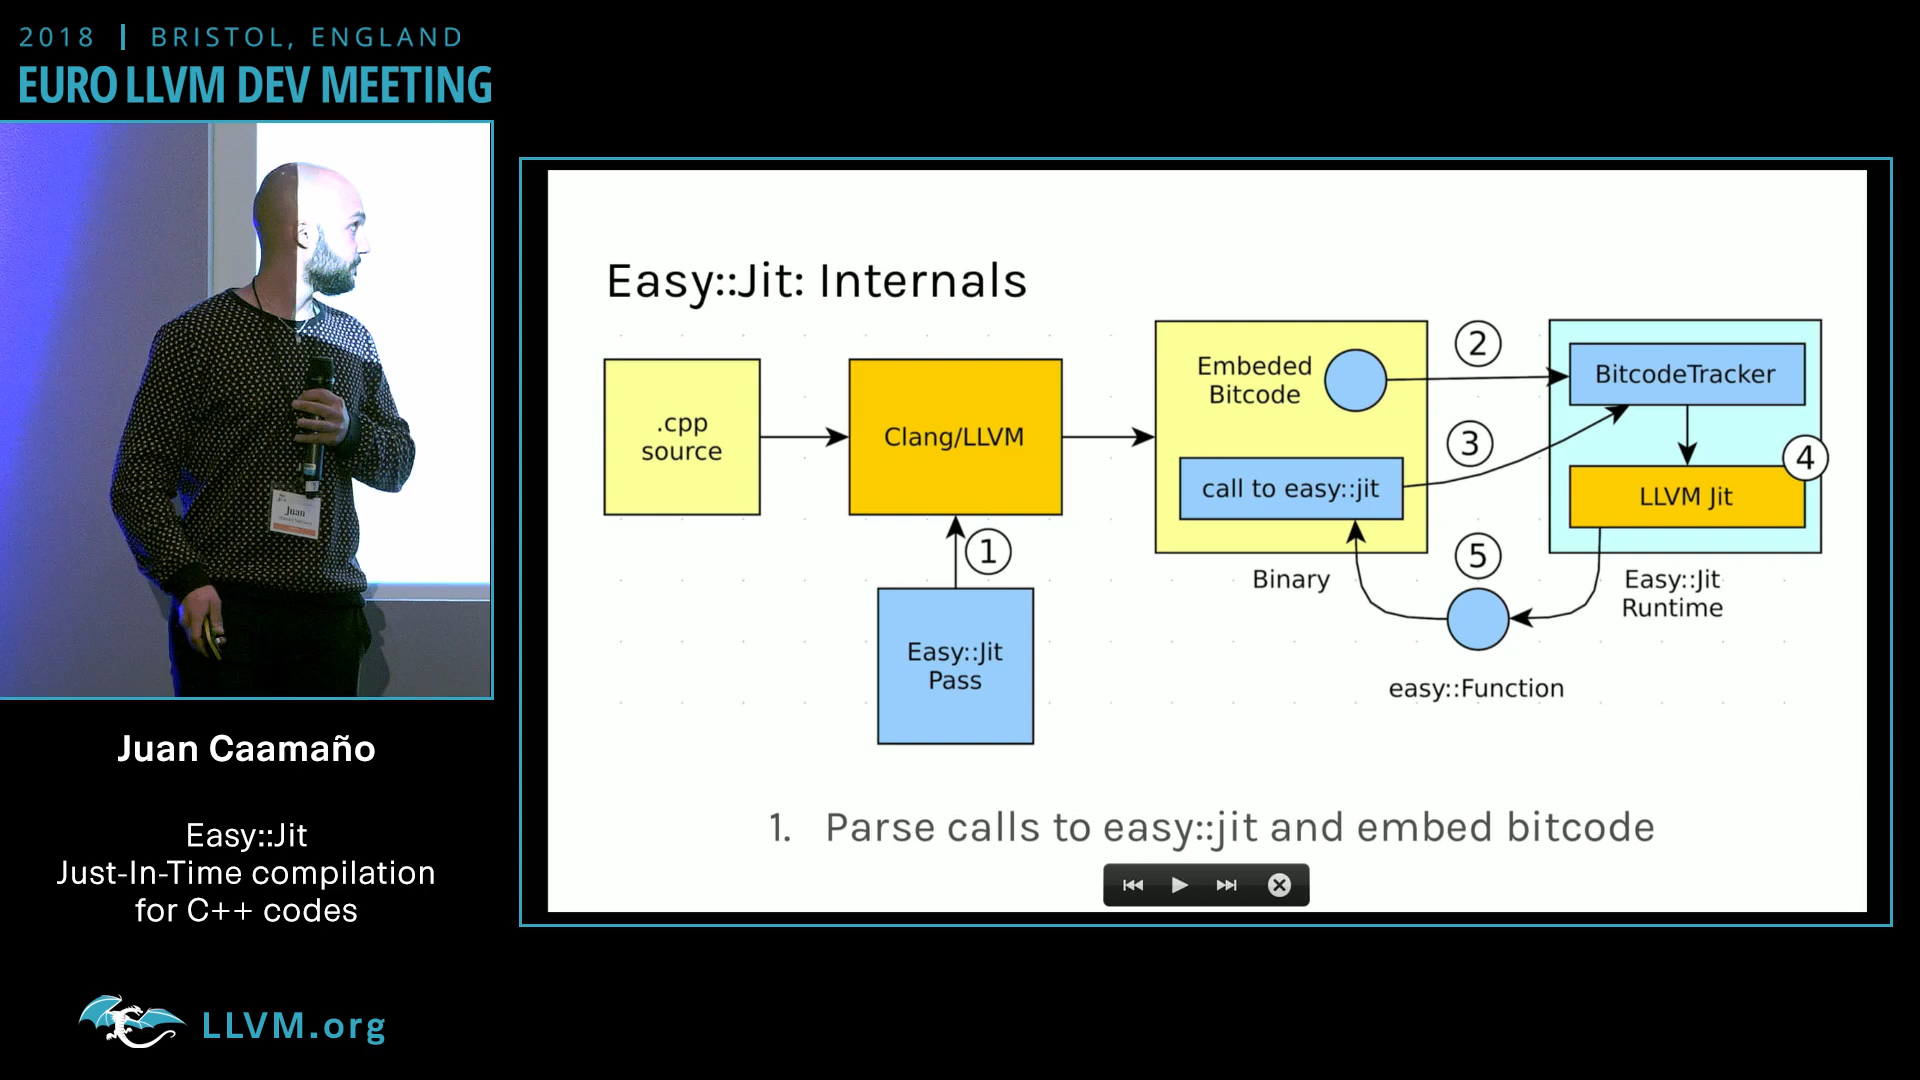 2018 | BRISTOL, ENGLAND
EURO LLVM DEV MEETING
Juan
Juan Caamaño
Easy::Jit
Just-In-Time compilation
for C++ codes
LLVM.org
Easy::Jit: Internals
.cpp
source
Clang/LLVM
1
Easy::Jit
Pass
Embeded
Bitcode
call to easy::jit
Binary
2
3
BitcodeTracker
4
LLVM Jit
Easy::Jit
Runtime
5
easy::Function
1. Parse calls to easy::jit and embed bitcode